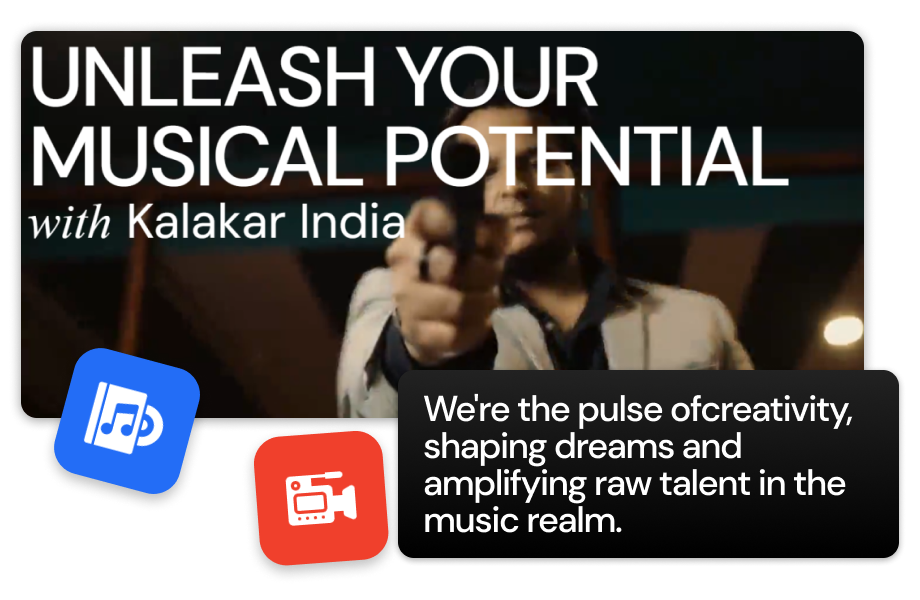 UNLEASH YOUR
MUSICAL POTENTIAL
with Kalakar India
We're the pulse ofcreativity,
shaping dreams and
amplifying raw talent in the
music realm.